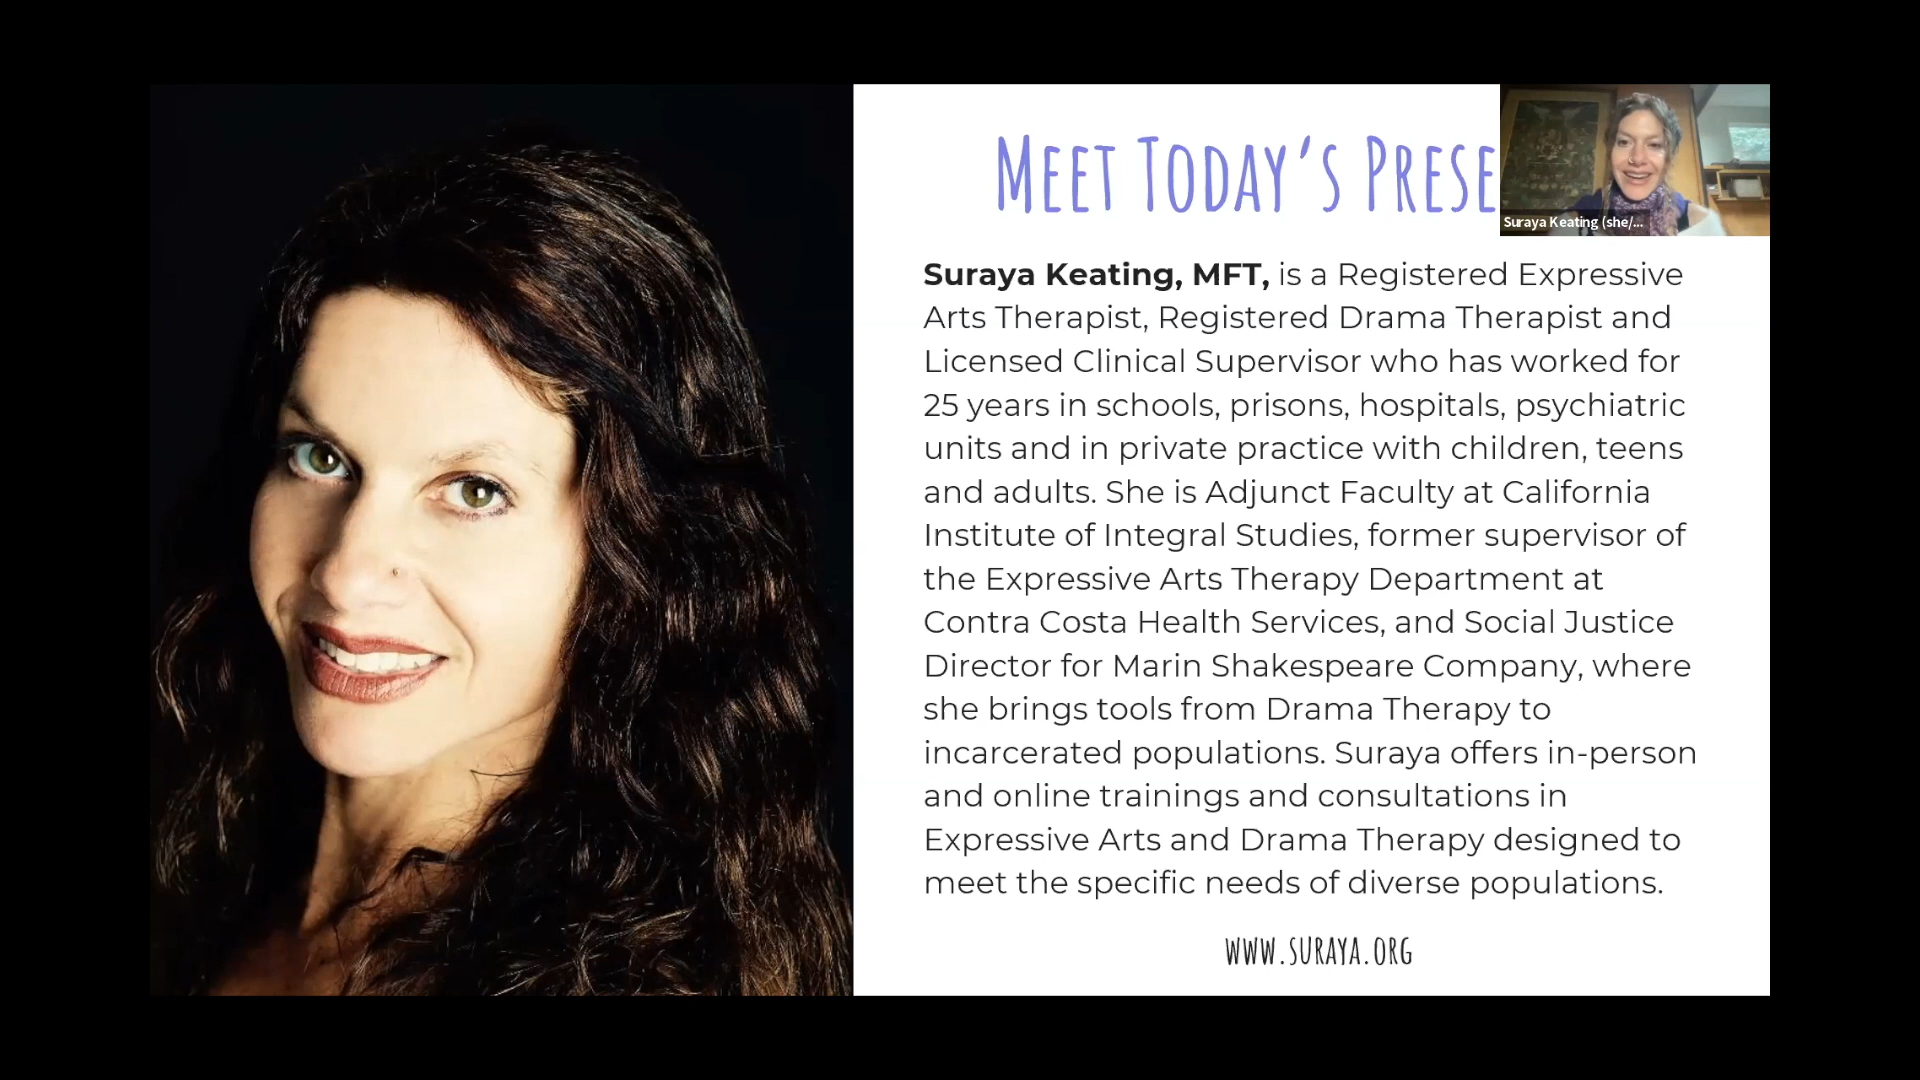 MEET TODAY'S PRESE
Suraya Keating (she/...
Suraya Keating, MFT, is a Registered Expressive
Arts Therapist, Registered Drama Therapist and
Licensed Clinical Supervisor who has worked for
25 years in schools, prisons, hospitals, psychiatric
units and in private practice with children, teens
and adults. She is Adjunct Faculty at California
Institute of Integral Studies, former supervisor of
the Expressive Arts Therapy Department at
Contra Costa Health Services, and Social Justice
Director for Marin Shakespeare Company, where
she brings tools from Drama Therapy to
incarcerated populations. Suraya offers in-person
and online trainings and consultations in
Expressive Arts and Drama Therapy designed to
meet the specific needs of diverse populations.
WWW.SURAYA.ORG